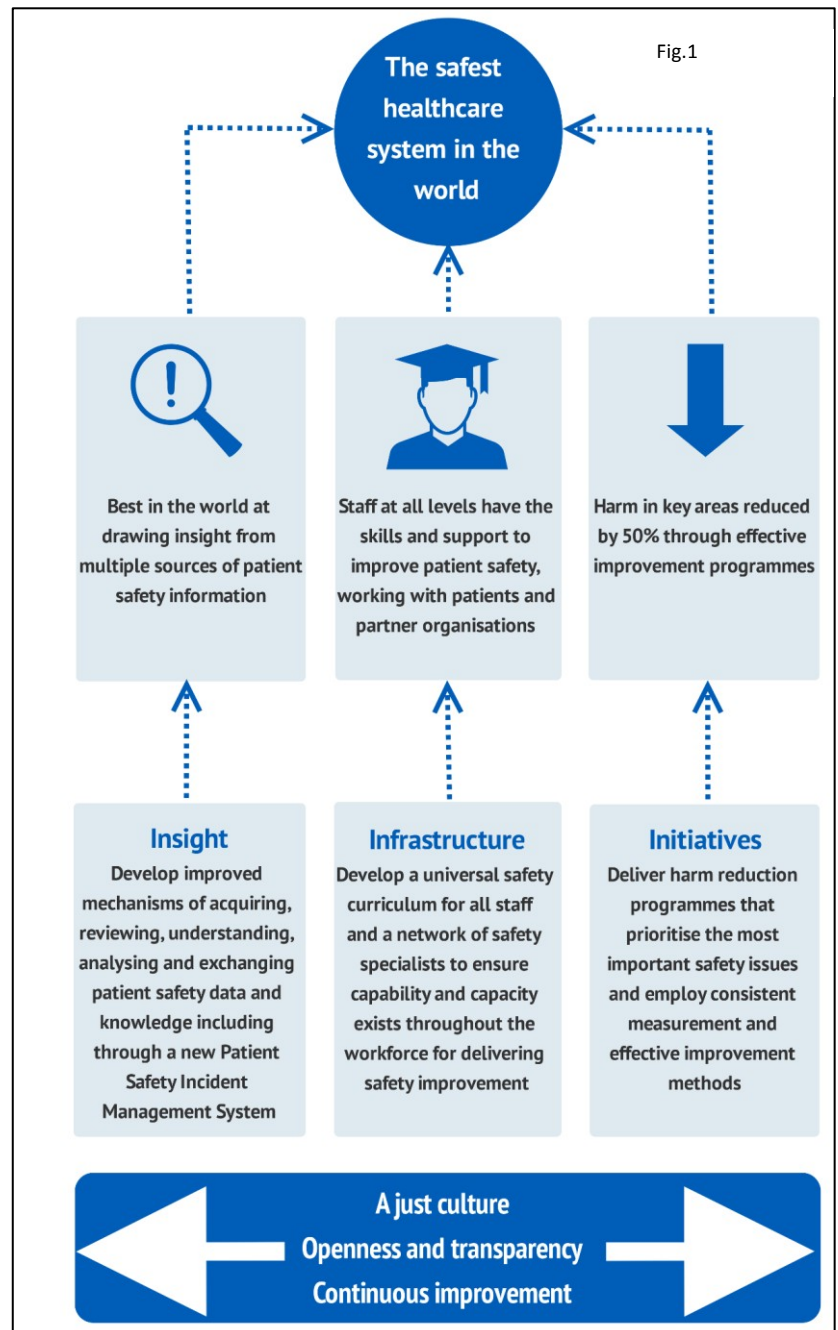 Fig.1
The safest
healthcare
system in the
world
Best in the world at
drawing insight from
multiple sources of patient
safety information
Staff at all levels have the
skills and support to
improve patient safety,
working with patients and
partner organisations
Harm in key areas reduced
by 50% through effective
improvement programmes
Insight
Develop improved
mechanisms of acquiring,
reviewing, understanding,
analysing and exchanging
patient safety data and
knowledge including
through a new Patient
Safety Incident
Management System
Infrastructure
Develop a universal safety
curriculum for all staff
and a network of safety
specialists to ensure
capability and capacity
exists throughout the
workforce for delivering
safety improvement
Initiatives
Deliver harm reduction
programmes that
prioritise the most
important safety issues
and employ consistent
measurement and
effective improvement
methods
A just culture
Openness and transparency
Continuous improvement